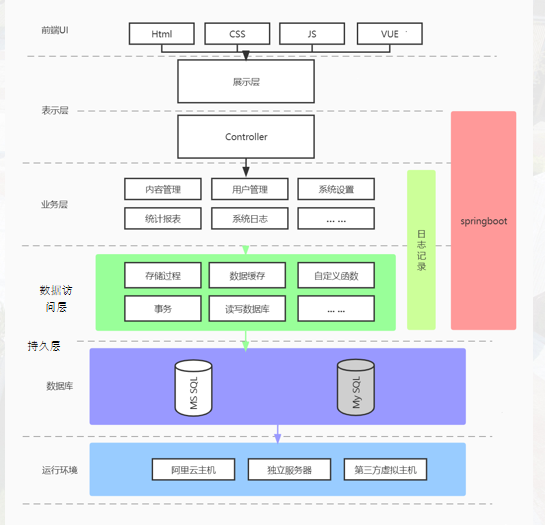 前端UI
Html
CSS
JS
VUE
展示层
表示层
Controller
业务层
内容管理
用户管理
系统设置
统计报表
系统日志
... ...
日志记录
springboot
数据访
问层
存储过程
数据缓存
自定义函数
事务
读写数据库
... ...
持久层
数据库
MS SQL
My SQL
运行环境
阿里云主机
独立服务器
第三方虚拟主机